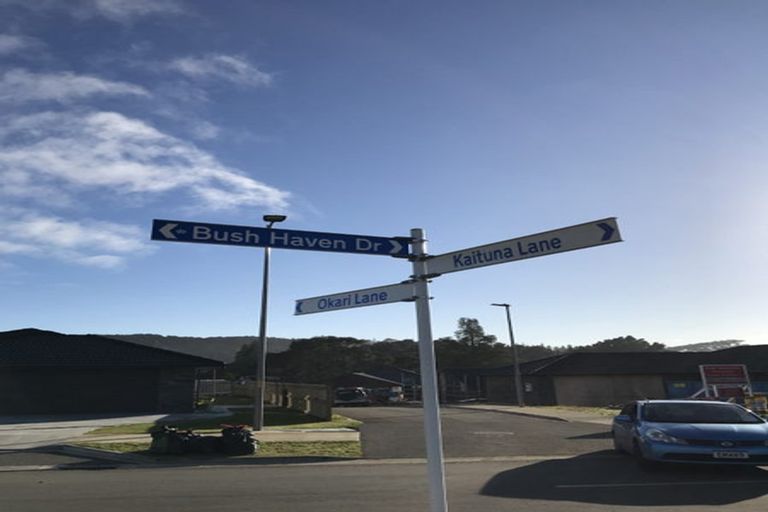 Bush Haven Dr
Kaituna Lane
Okari Lane